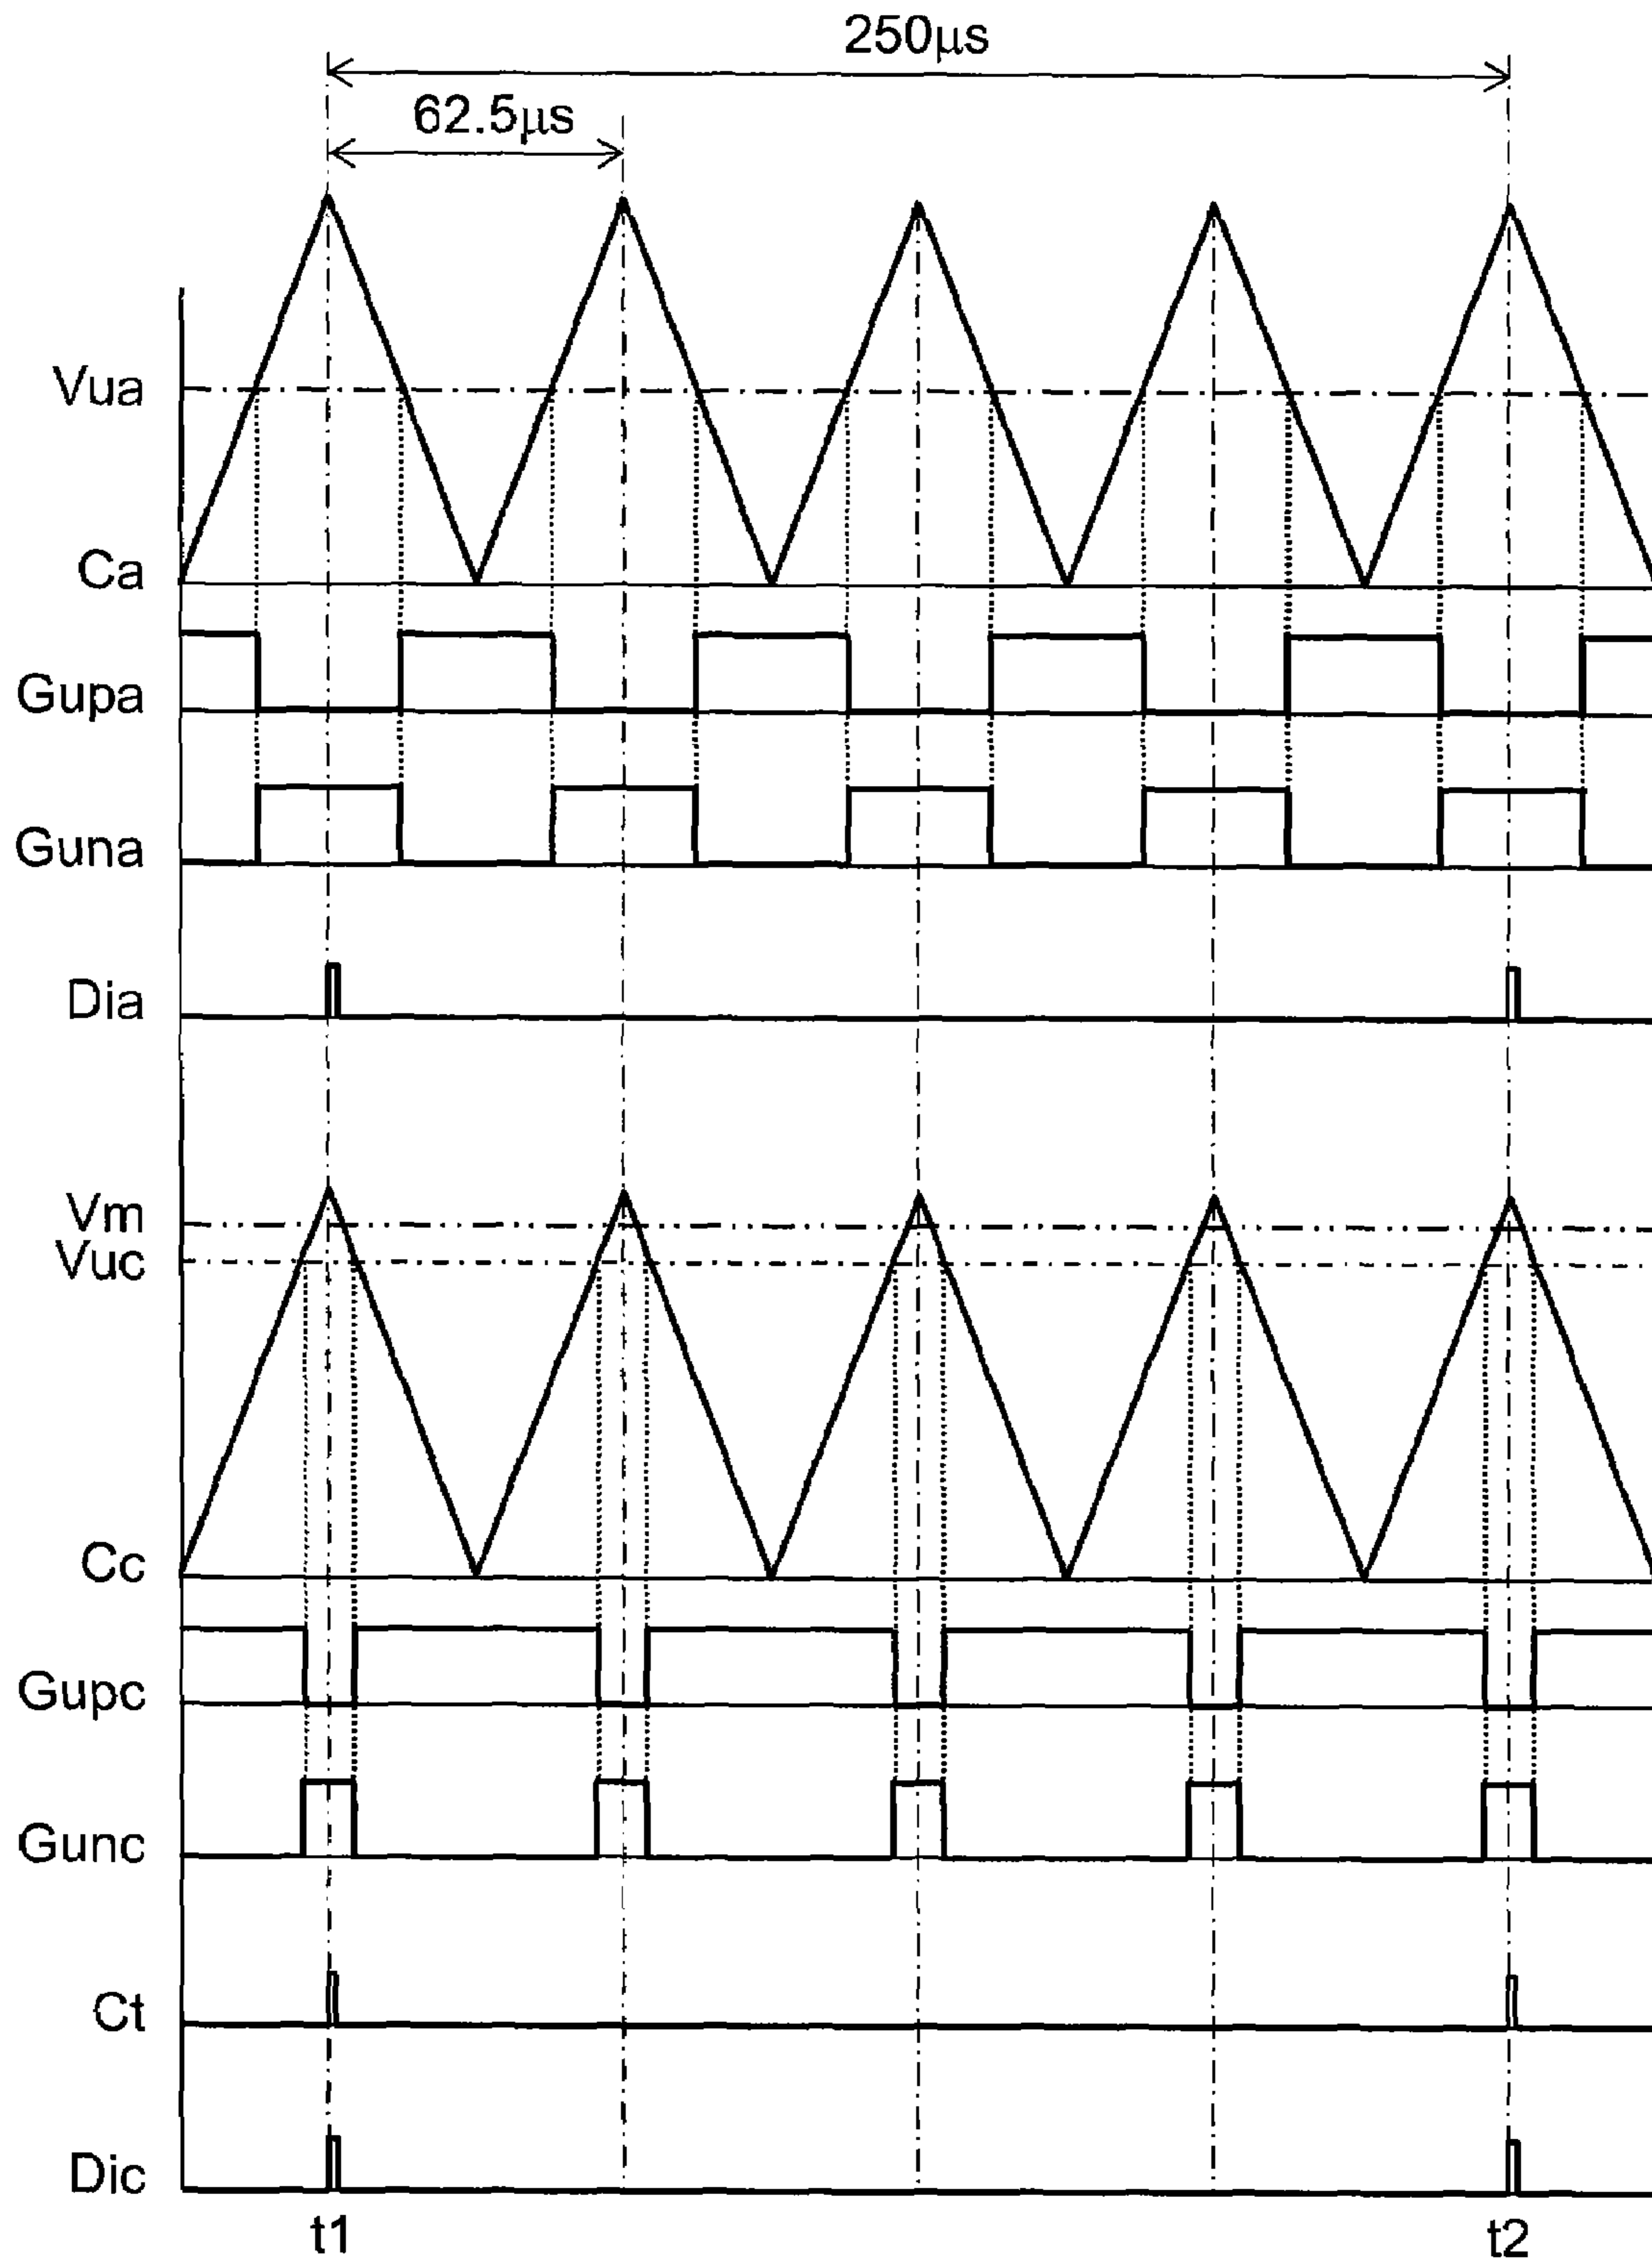 250μs
62.5μs
Vua
Ca
Gupa
Guna
Dia
Vm
Vuc
Cc
Gupc
Gunc
Ct
Dic
t1
t2